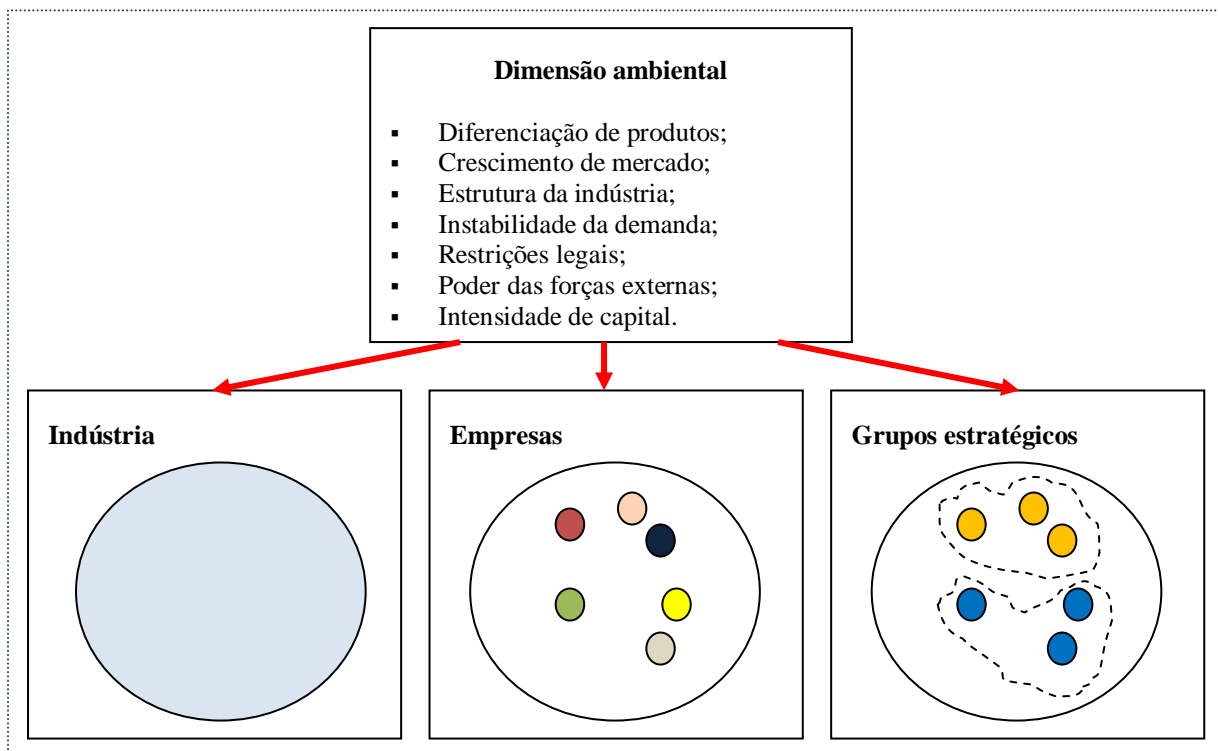 Dimensão ambiental
▪ Diferenciação de produtos;
▪ Crescimento de mercado;
▪ Estrutura da indústria;
▪ Instabilidade da demanda;
▪ Restrições legais;
▪ Poder das forças externas;
▪ Intensidade de capital.
Indústria
Empresas
Grupos estratégicos